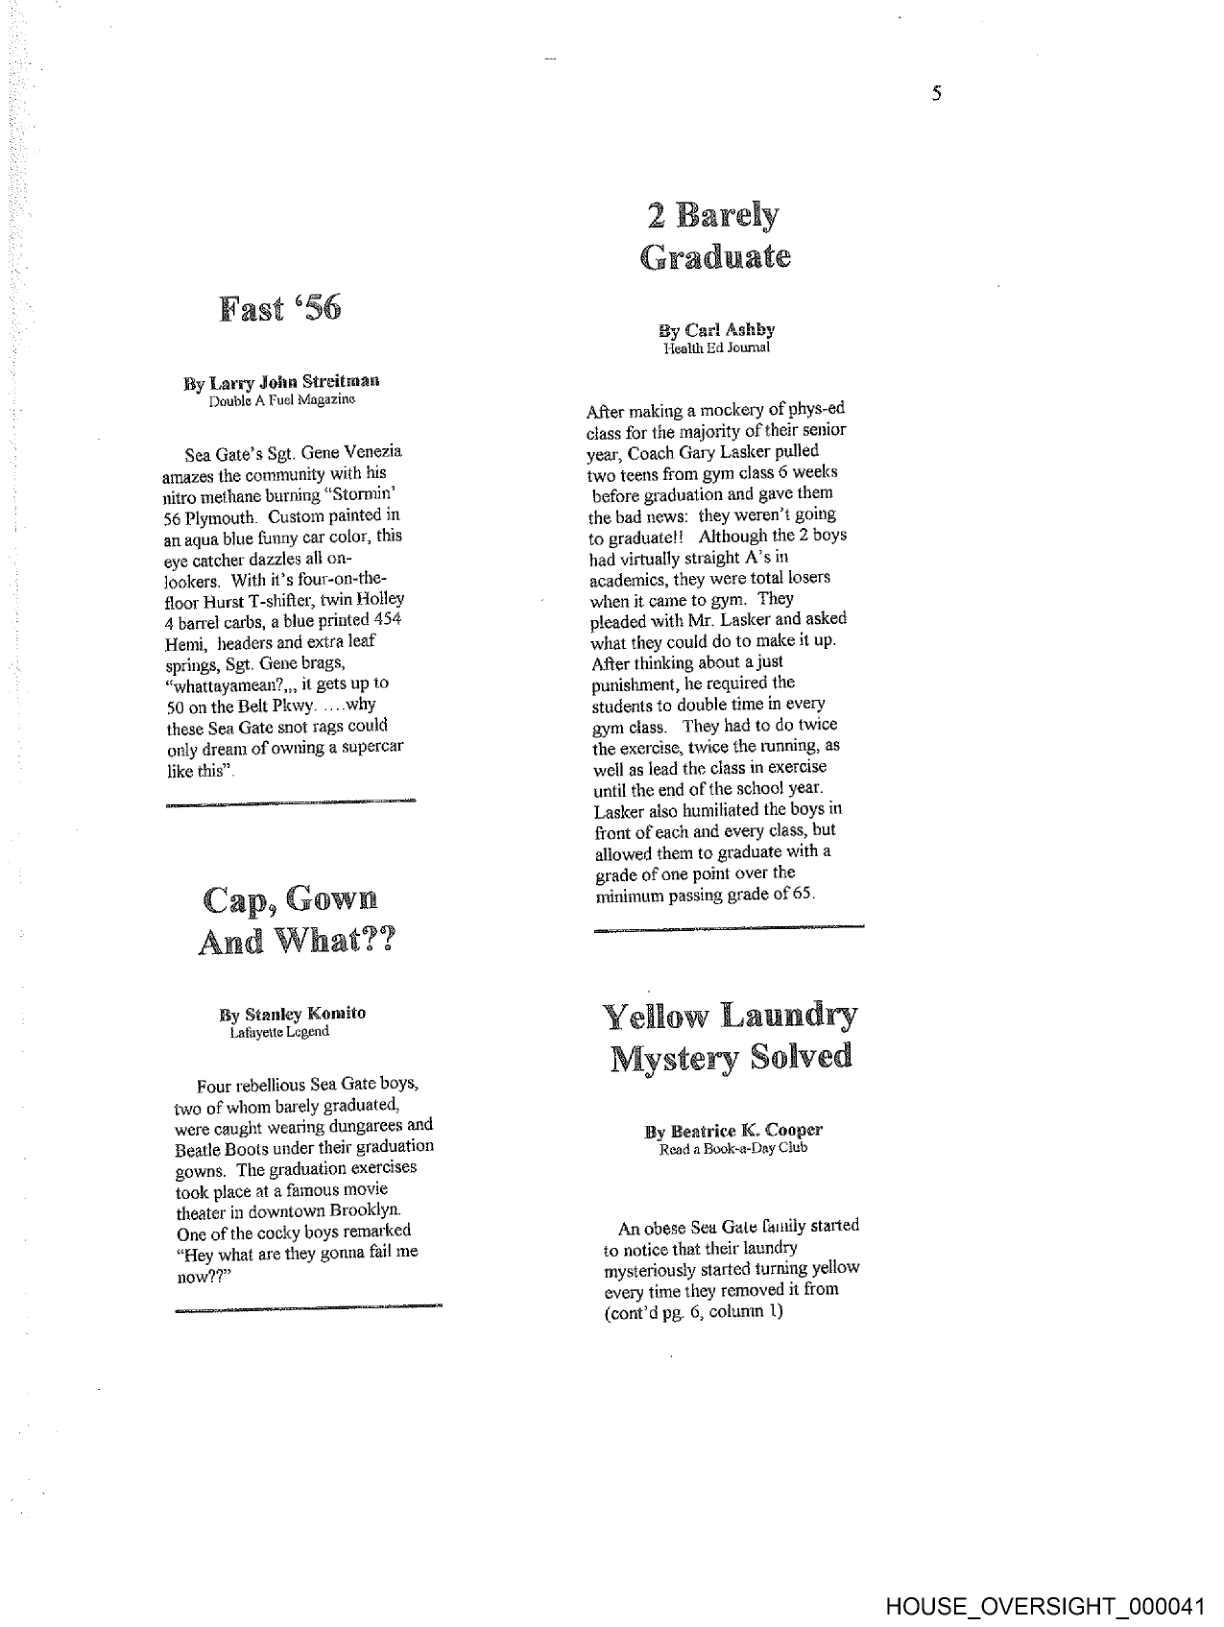 5
Fast ‘56
By Larry John Streitman
Double A Fuel Magazine
Sea Gate's Sgt. Gene Venezia
amazes the community with his
nitro methane burning “Stormin’
56 Plymouth. Custom painted in
an aqua blue funny car color, this
eye catcher dazzles all on-
lookers. With it's four-on-the-
floor Hurst T-shifter, twin Holley
4 barrel carbs, a blue printed 454
Hemi, headers and extra leaf
springs, Sgt. Gene brags,
“whattayamean?,,, it gets up to
50 on the Belt Pkwy. ....why
these Sea Gate snot rags could
only dream of owning a supercar
like this”.
Cap, Gown
And What??
By Stanley Komito
Lafayette Legend
Four rebellious Sea Gate boys,
two of whom barely graduated,
were caught wearing dungarees and
Beatle Boots under their graduation
gowns. The graduation exercises
took place at a famous movie
theater in downtown Brooklyn.
One of the cocky boys remarked
“Hey what are they gonna fail me
now??”
2 Barely
Graduate
By Carl Ashby
Health Ed Journal
After making a mockery of phys-ed
class for the majority of their senior
year, Coach Gary Lasker pulled
two teens from gym class 6 weeks
before graduation and gave them
the bad news: they weren't going
to graduate!! Although the 2 boys
had virtually straight A's in
academics, they were total losers
when it came to gym. They
pleaded with Mr. Lasker and asked
what they could do to make it up.
After thinking about a just
punishment, he required the
students to double time in every
gym class. They had to do twice
the exercise, twice the running, as
well as lead the class in exercise
until the end of the school year.
Lasker also humiliated the boys in
front of each and every class, but
allowed them to graduate with a
grade of one point over the
minimum passing grade of 65.
Yellow Laundry
Mystery Solved
By Beatrice K. Cooper
Read a Book-a-Day Club
An obese Sea Gate family started
to notice that their laundry
mysteriously started turning yellow
every time they removed it from
(cont'd pg. 6, column 1)
HOUSE_OVERSIGHT_000041